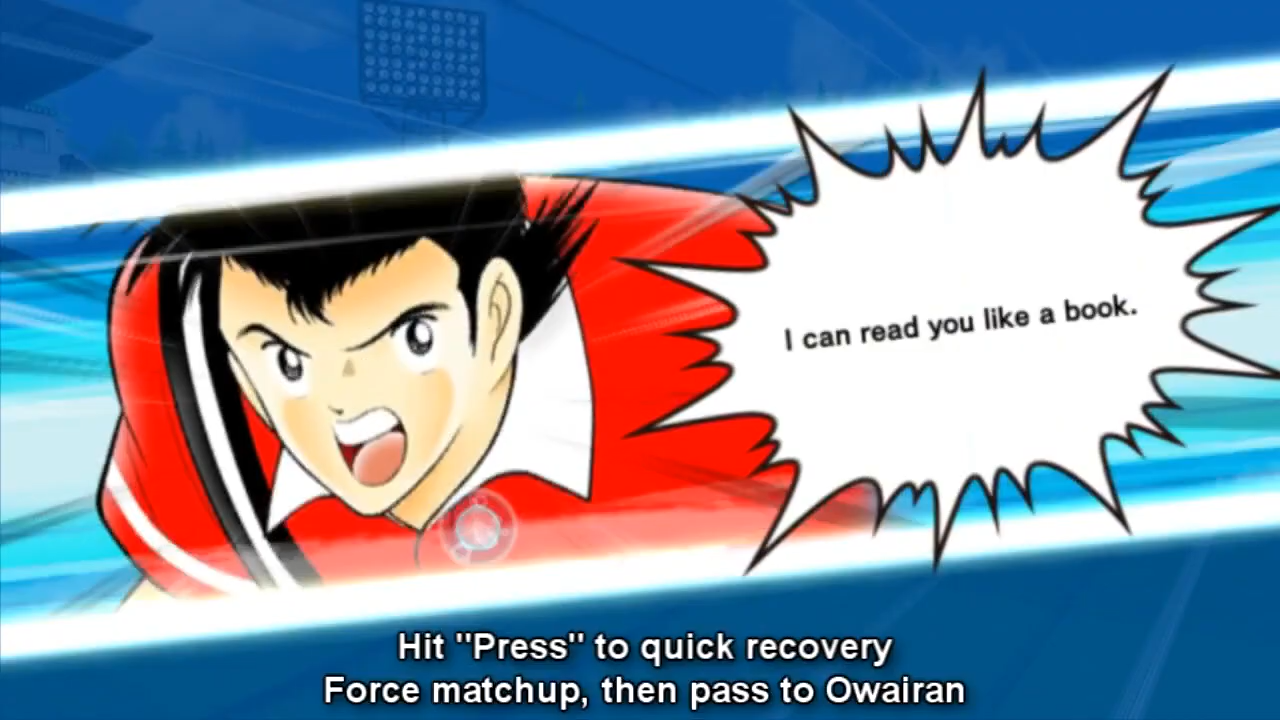 I can read you like a book.
Hit "Press" to quick recovery
Force matchup, then pass to Owairan